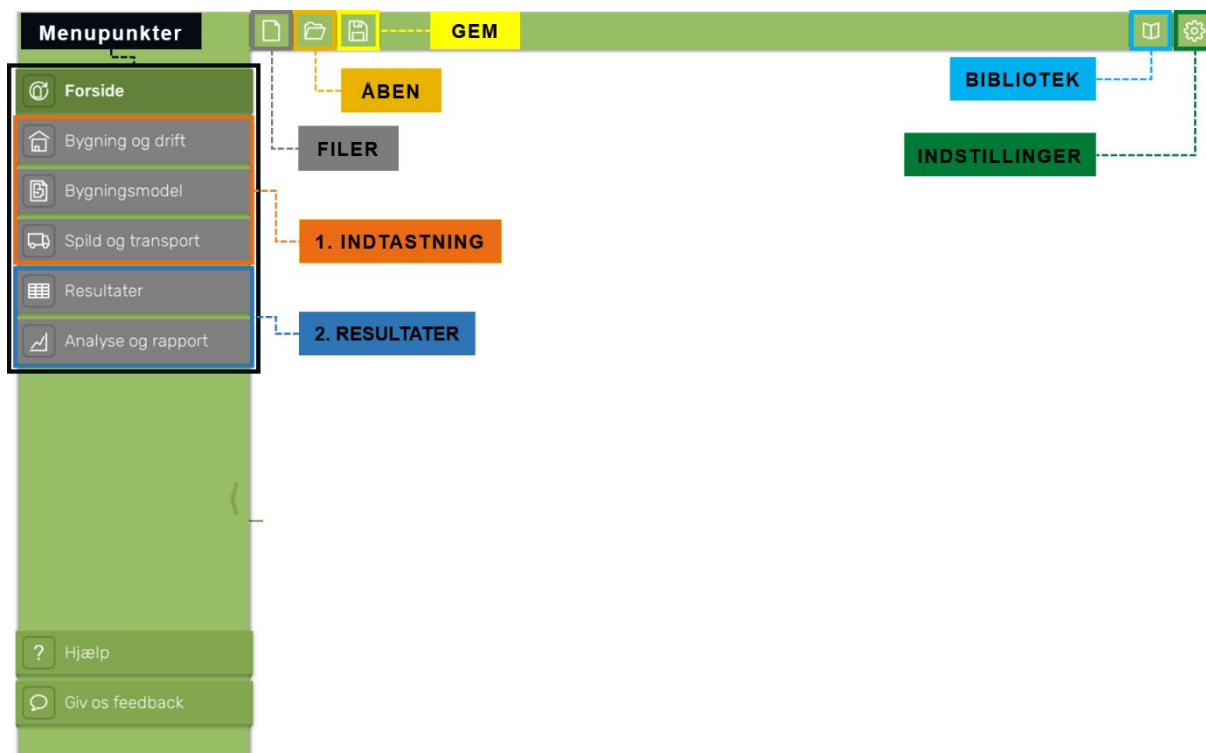 Menupunkter
GEM
Forside
BIBLIOTEK
ÅBEN
Bygning og drift
FILER
INDSTILLINGER
Bygningsmodel
Spild og transport
1. INDTASTNING
Resultater
Analyse og rapport
2. RESULTATER
? Hjælp
Giv os feedback